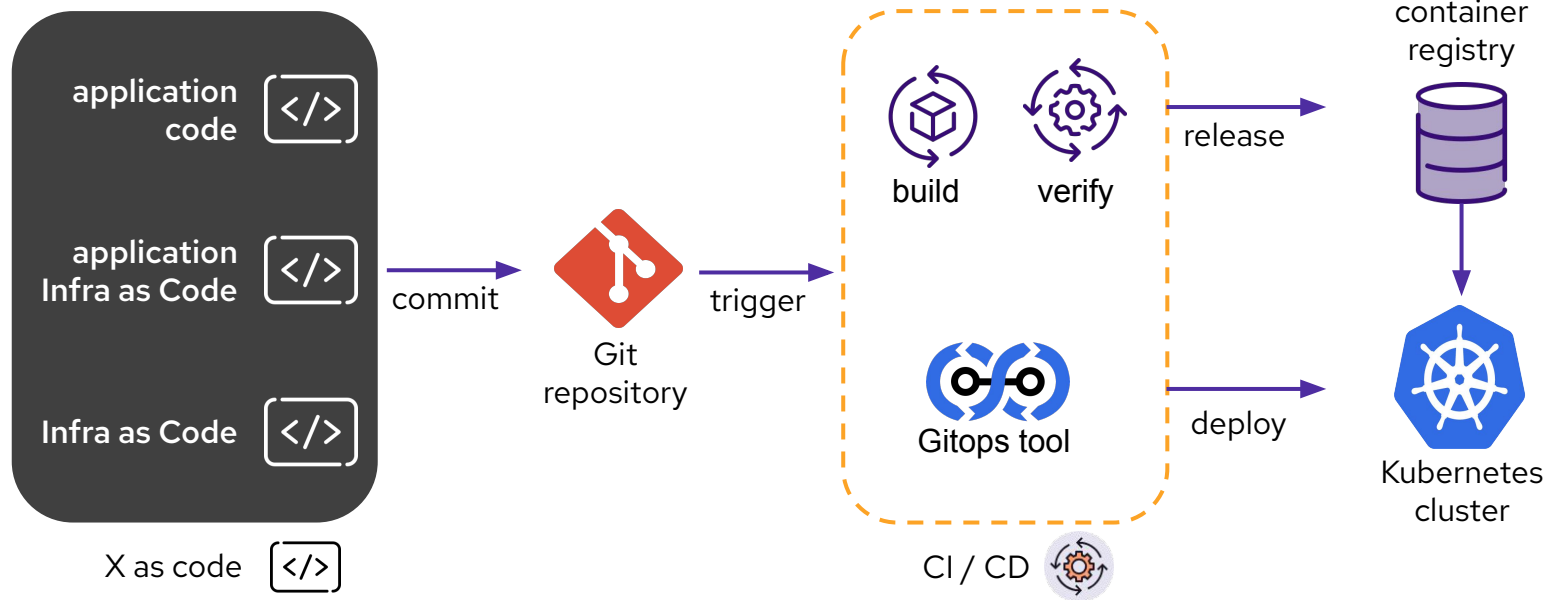 application
code
</>
application
Infra as Code
</>
Infra as Code
</>
X as code
</>
commit
Git
repository
trigger
build
verify
Gitops tool
CI / CD
release
deploy
container
registry
Kubernetes
cluster